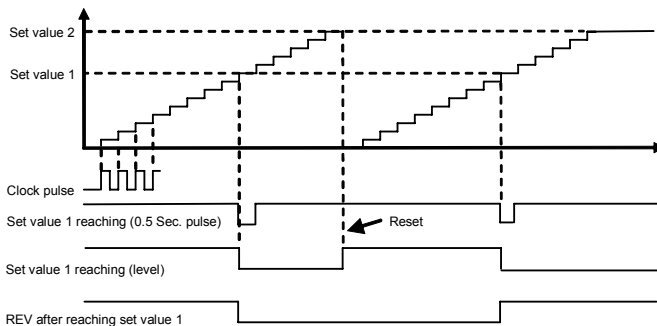 Set value 2
Set value 1
Clock pulse
Set value 1 reaching (0.5 Sec. pulse)
Reset
Set value 1 reaching (level)
REV after reaching set value 1